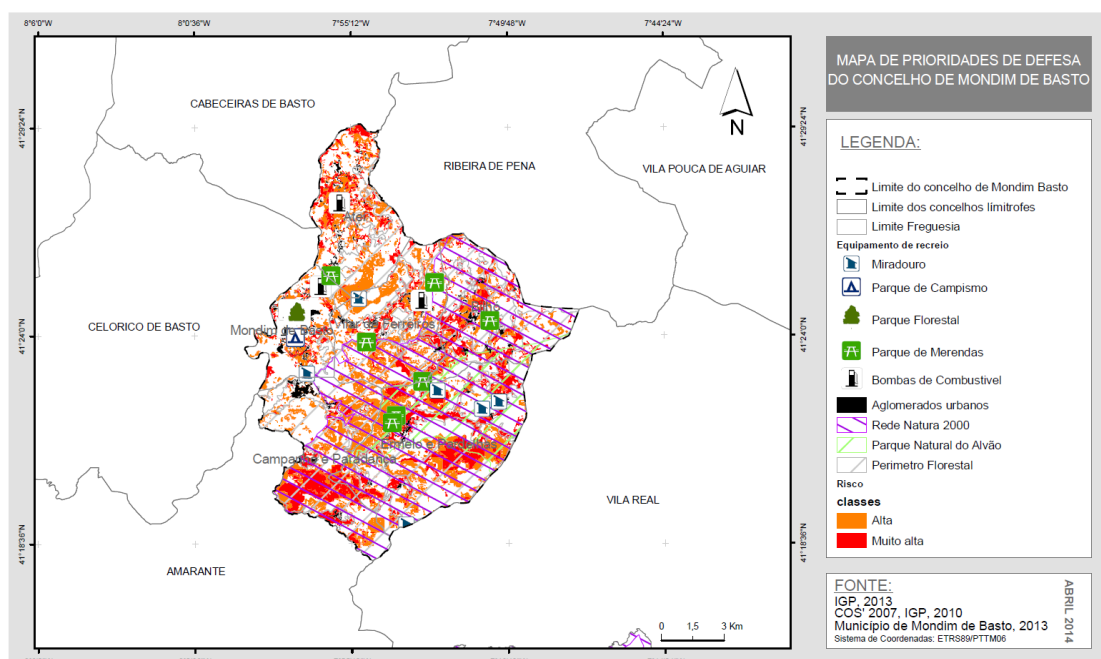 8°6'0"W
8°0'36"W
7°55'12"W
7°49'48"W
7°44'24"W
41°29'24"N
41°29'24"N
41°24'0"N
41°24'0"N
41°18'36"N
41°18'36"N
CABECEIRAS DE BASTO
RIBEIRA DE PENA
VILA POUCA DE AGUIAR
CELORICO DE BASTO
VILA REAL
AMARANTE
N
Atei
Mondim de Basto
Vilar de Ferreiros
Campanhó e Paradança
0 1,5 3 Km
MAPA DE PRIORIDADES DE DEFESA
DO CONCELHO DE MONDIM DE BASTO
LEGENDA:
Limite do concelho de Mondim Basto
Limite dos concelhos límitrofes
Limite Freguesia
Equipamento de recreio
Miradouro
Parque de Campismo
Parque Florestal
Parque de Merendas
Bombas de Combustivel
Aglomerados urbanos
Rede Natura 2000
Parque Natural do Alvão
Perimetro Florestal
Risco
classes
Alta
Muito alta
FONTE:
IGP, 2013
COS' 2007, IGP, 2010
Município de Mondim de Basto, 2013
Sistema de Coordenadas: ETRS89/PTTM06
ABRIL 2014